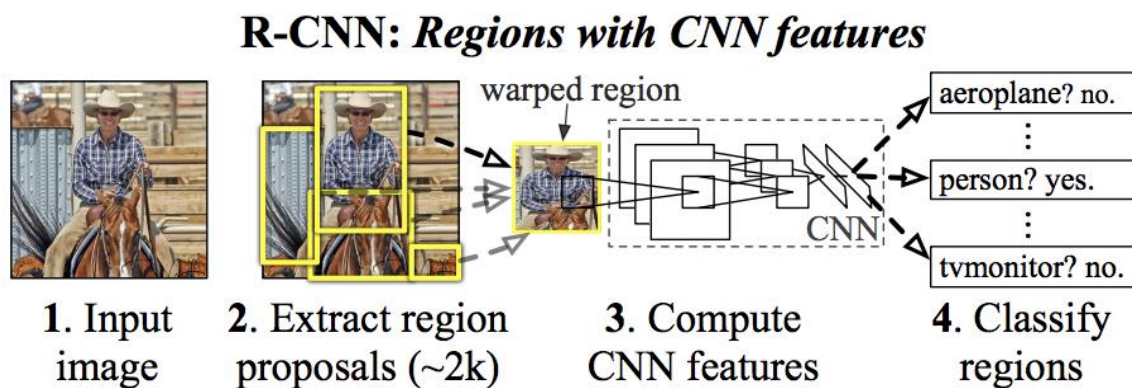 R-CNN: Regions with CNN features
warped region
aeroplane? no.
⋮
person? yes.
⋮
tvmonitor? no.
CNN
1. Input
image
2. Extract region
proposals (~2k)
3. Compute
CNN features
4. Classify
regions